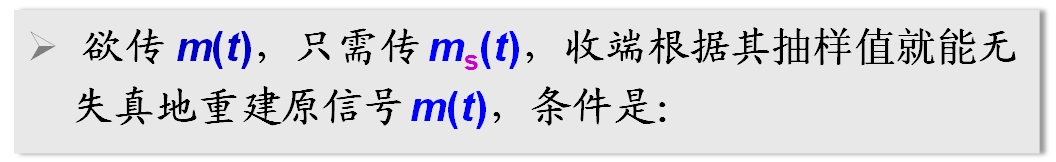 ➢ 欲传 m(t)，只需传 ms(t)，收端根据其抽样值就能无
失真地重建原信号 m(t)，条件是: